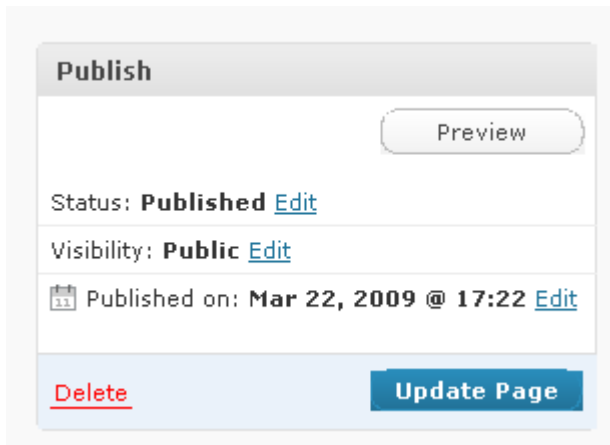 Publish
Preview
Status: Published Edit
Visibility: Public Edit
11 Published on: Mar 22, 2009 @ 17:22 Edit
Delete Update Page